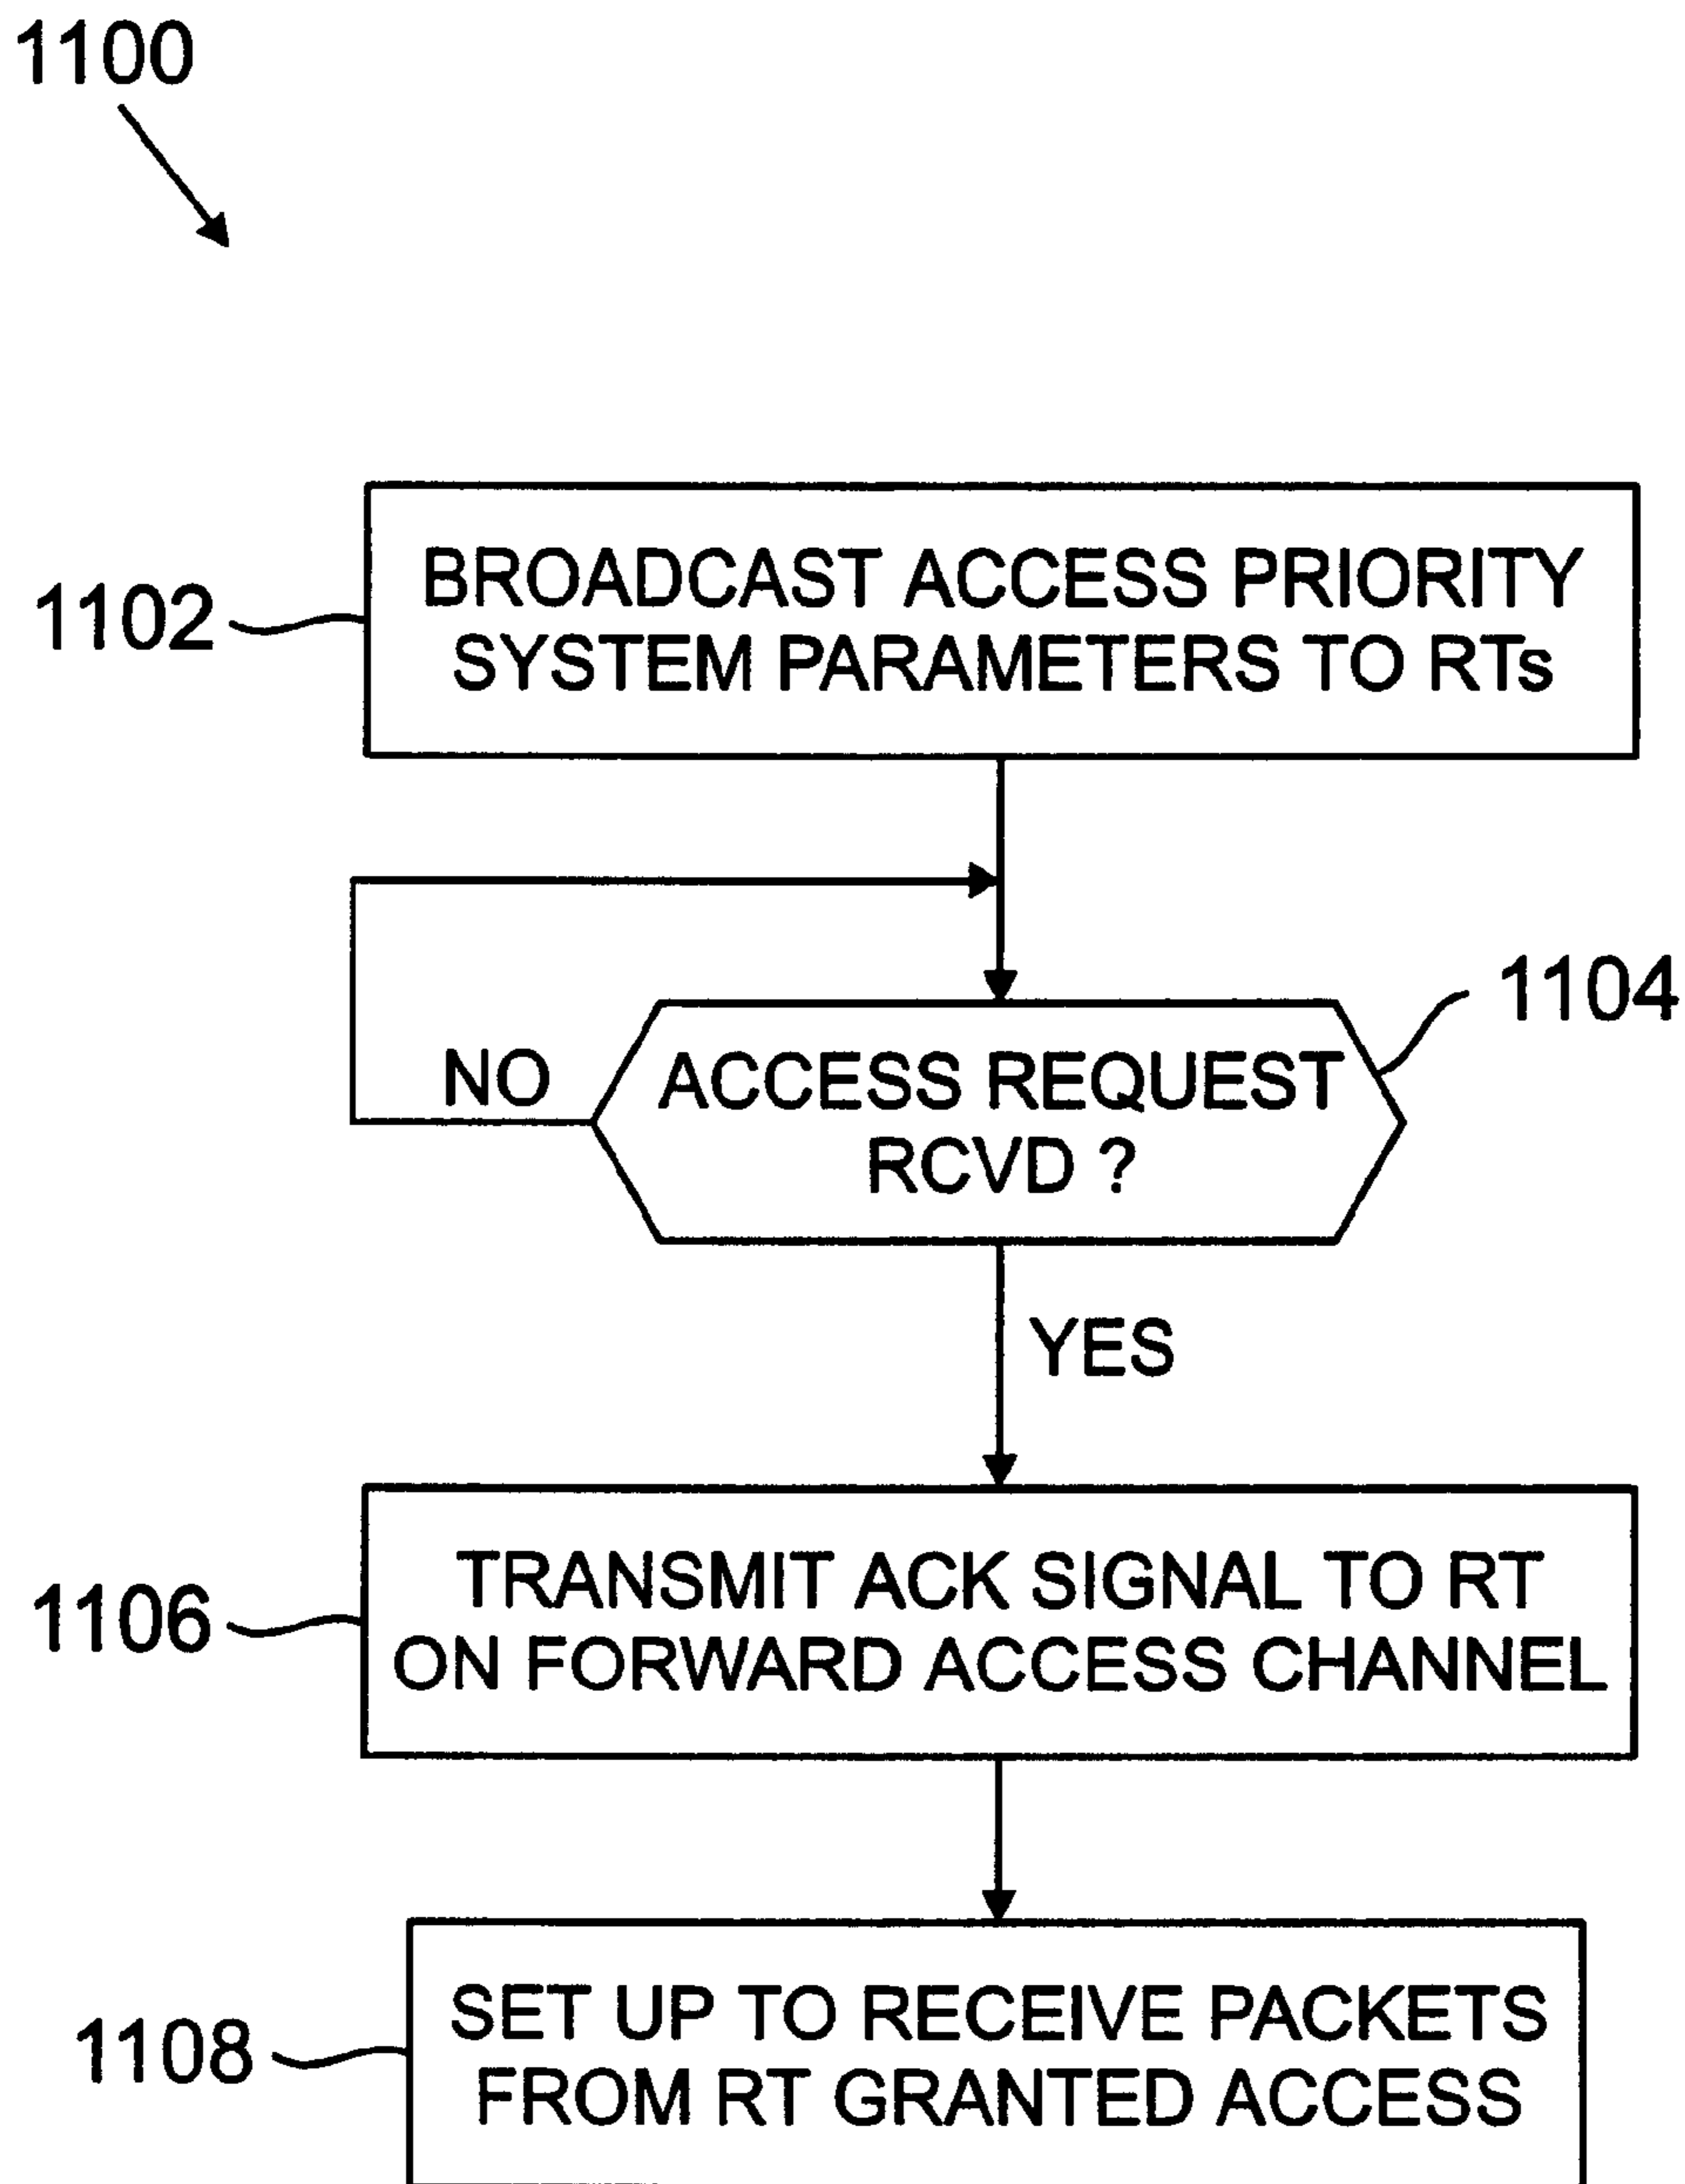 1100
1102
BROADCAST ACCESS PRIORITY
SYSTEM PARAMETERS TO RTs
1104
NO
ACCESS REQUEST
RCVD ?
YES
1106
TRANSMIT ACK SIGNAL TO RT
ON FORWARD ACCESS CHANNEL
1108
SET UP TO RECEIVE PACKETS
FROM RT GRANTED ACCESS